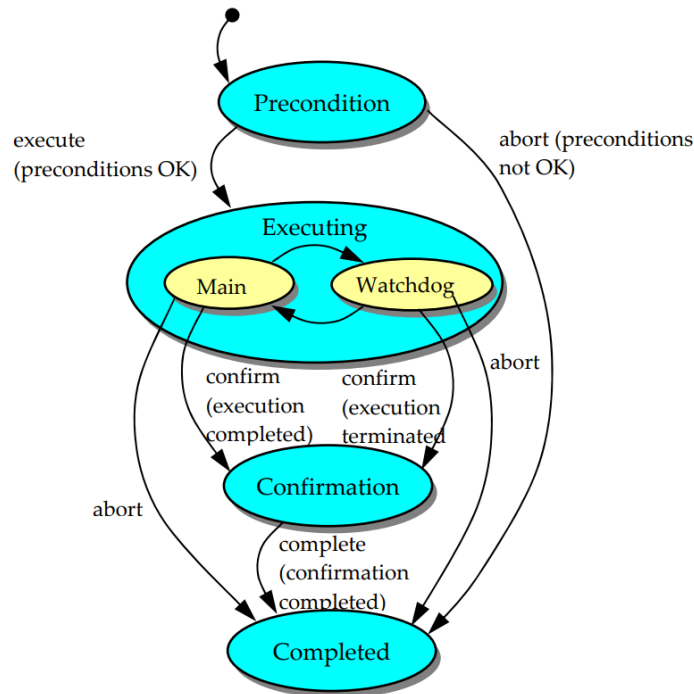 Precondition
execute
(preconditions OK)
abort (preconditions
not OK)
Executing
Main
Watchdog
confirm
(execution
completed)
confirm
(execution
terminated
abort
Confirmation
abort
complete
(confirmation
completed)
Completed